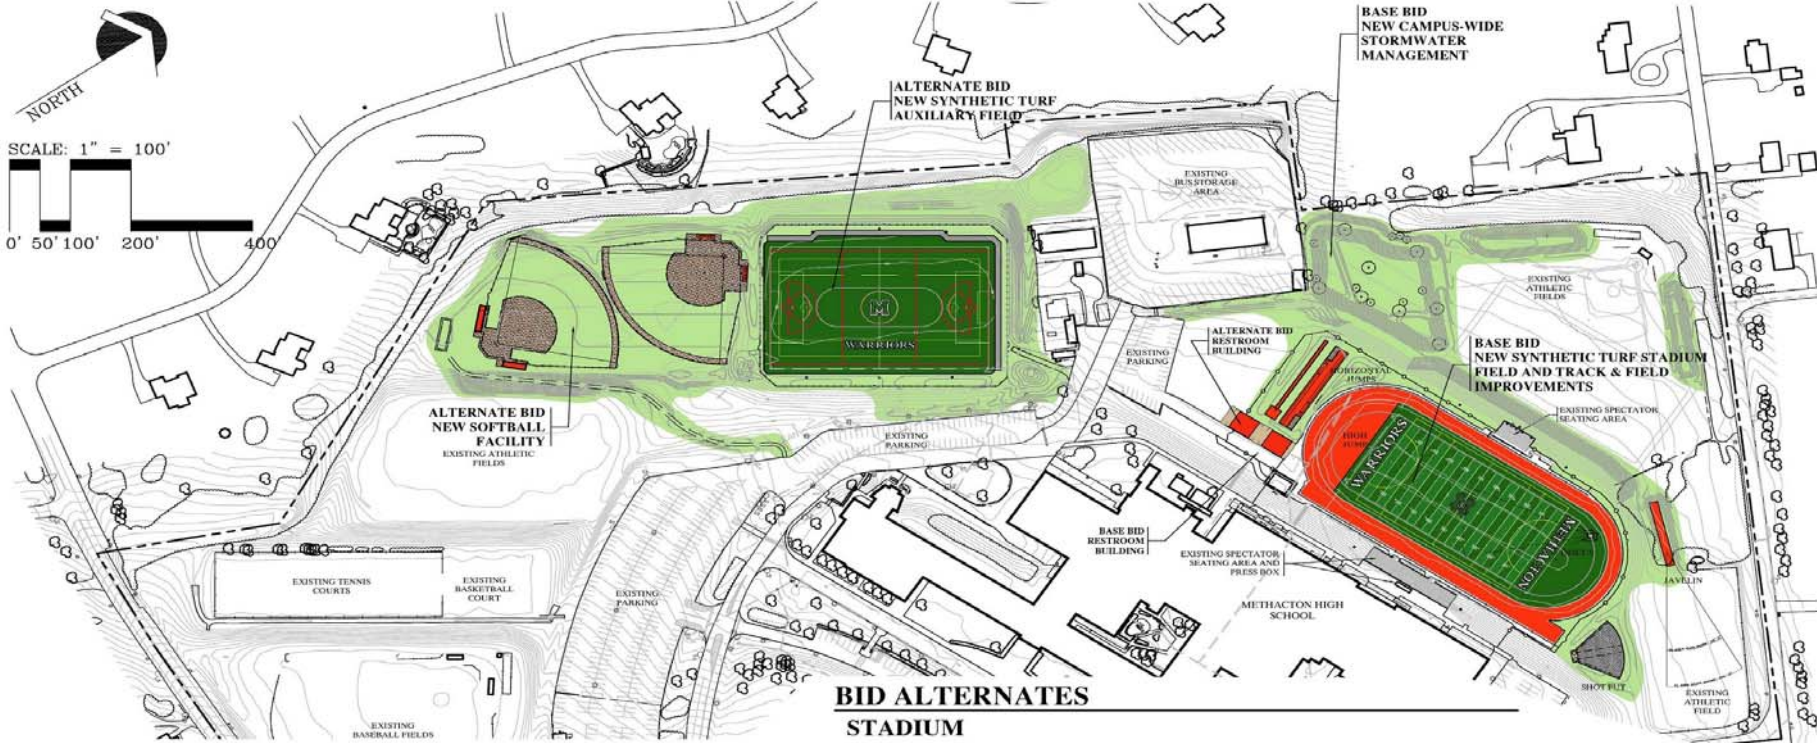 NORTH
SCALE: 1" = 100'
0' 50' 100' 200' 400'
ALTERNATE BID
NEW SYNTHETIC TURF
AUXILIARY FIELD
BASE BID
NEW CAMPUS-WIDE
STORMWATER
MANAGEMENT
EXISTING
BUS STORAGE
AREA
EXISTING
ATHLETIC
FIELDS
M
WARRIORS
ALTERNATE BID
RESTROOM
BUILDING
EXISTING
PARKING
HORIZONTAL
JUMPS
BASE BID
NEW SYNTHETIC TURF STADIUM
FIELD AND TRACK & FIELD
IMPROVEMENTS
EXISTING SPECTATOR
SEATING AREA
ALTERNATE BID
NEW SOFTBALL
FACILITY
EXISTING ATHLETIC
FIELDS
EXISTING
PARKING
HIGH
JUMP
WARRIORS
METHACTON
BASE BID
RESTROOM
BUILDING
EXISTING SPECTATOR
SEATING AREA AND
PRESS BOX
JAVELIN
EXISTING TENNIS
COURTS
EXISTING
BASKETBALL
COURT
EXISTING
PARKING
METHACTON HIGH
SCHOOL
SHOT PUT
EXISTING
ATHLETIC
FIELD
EXISTING
BASEBALL FIELDS
BID ALTERNATES
STADIUM